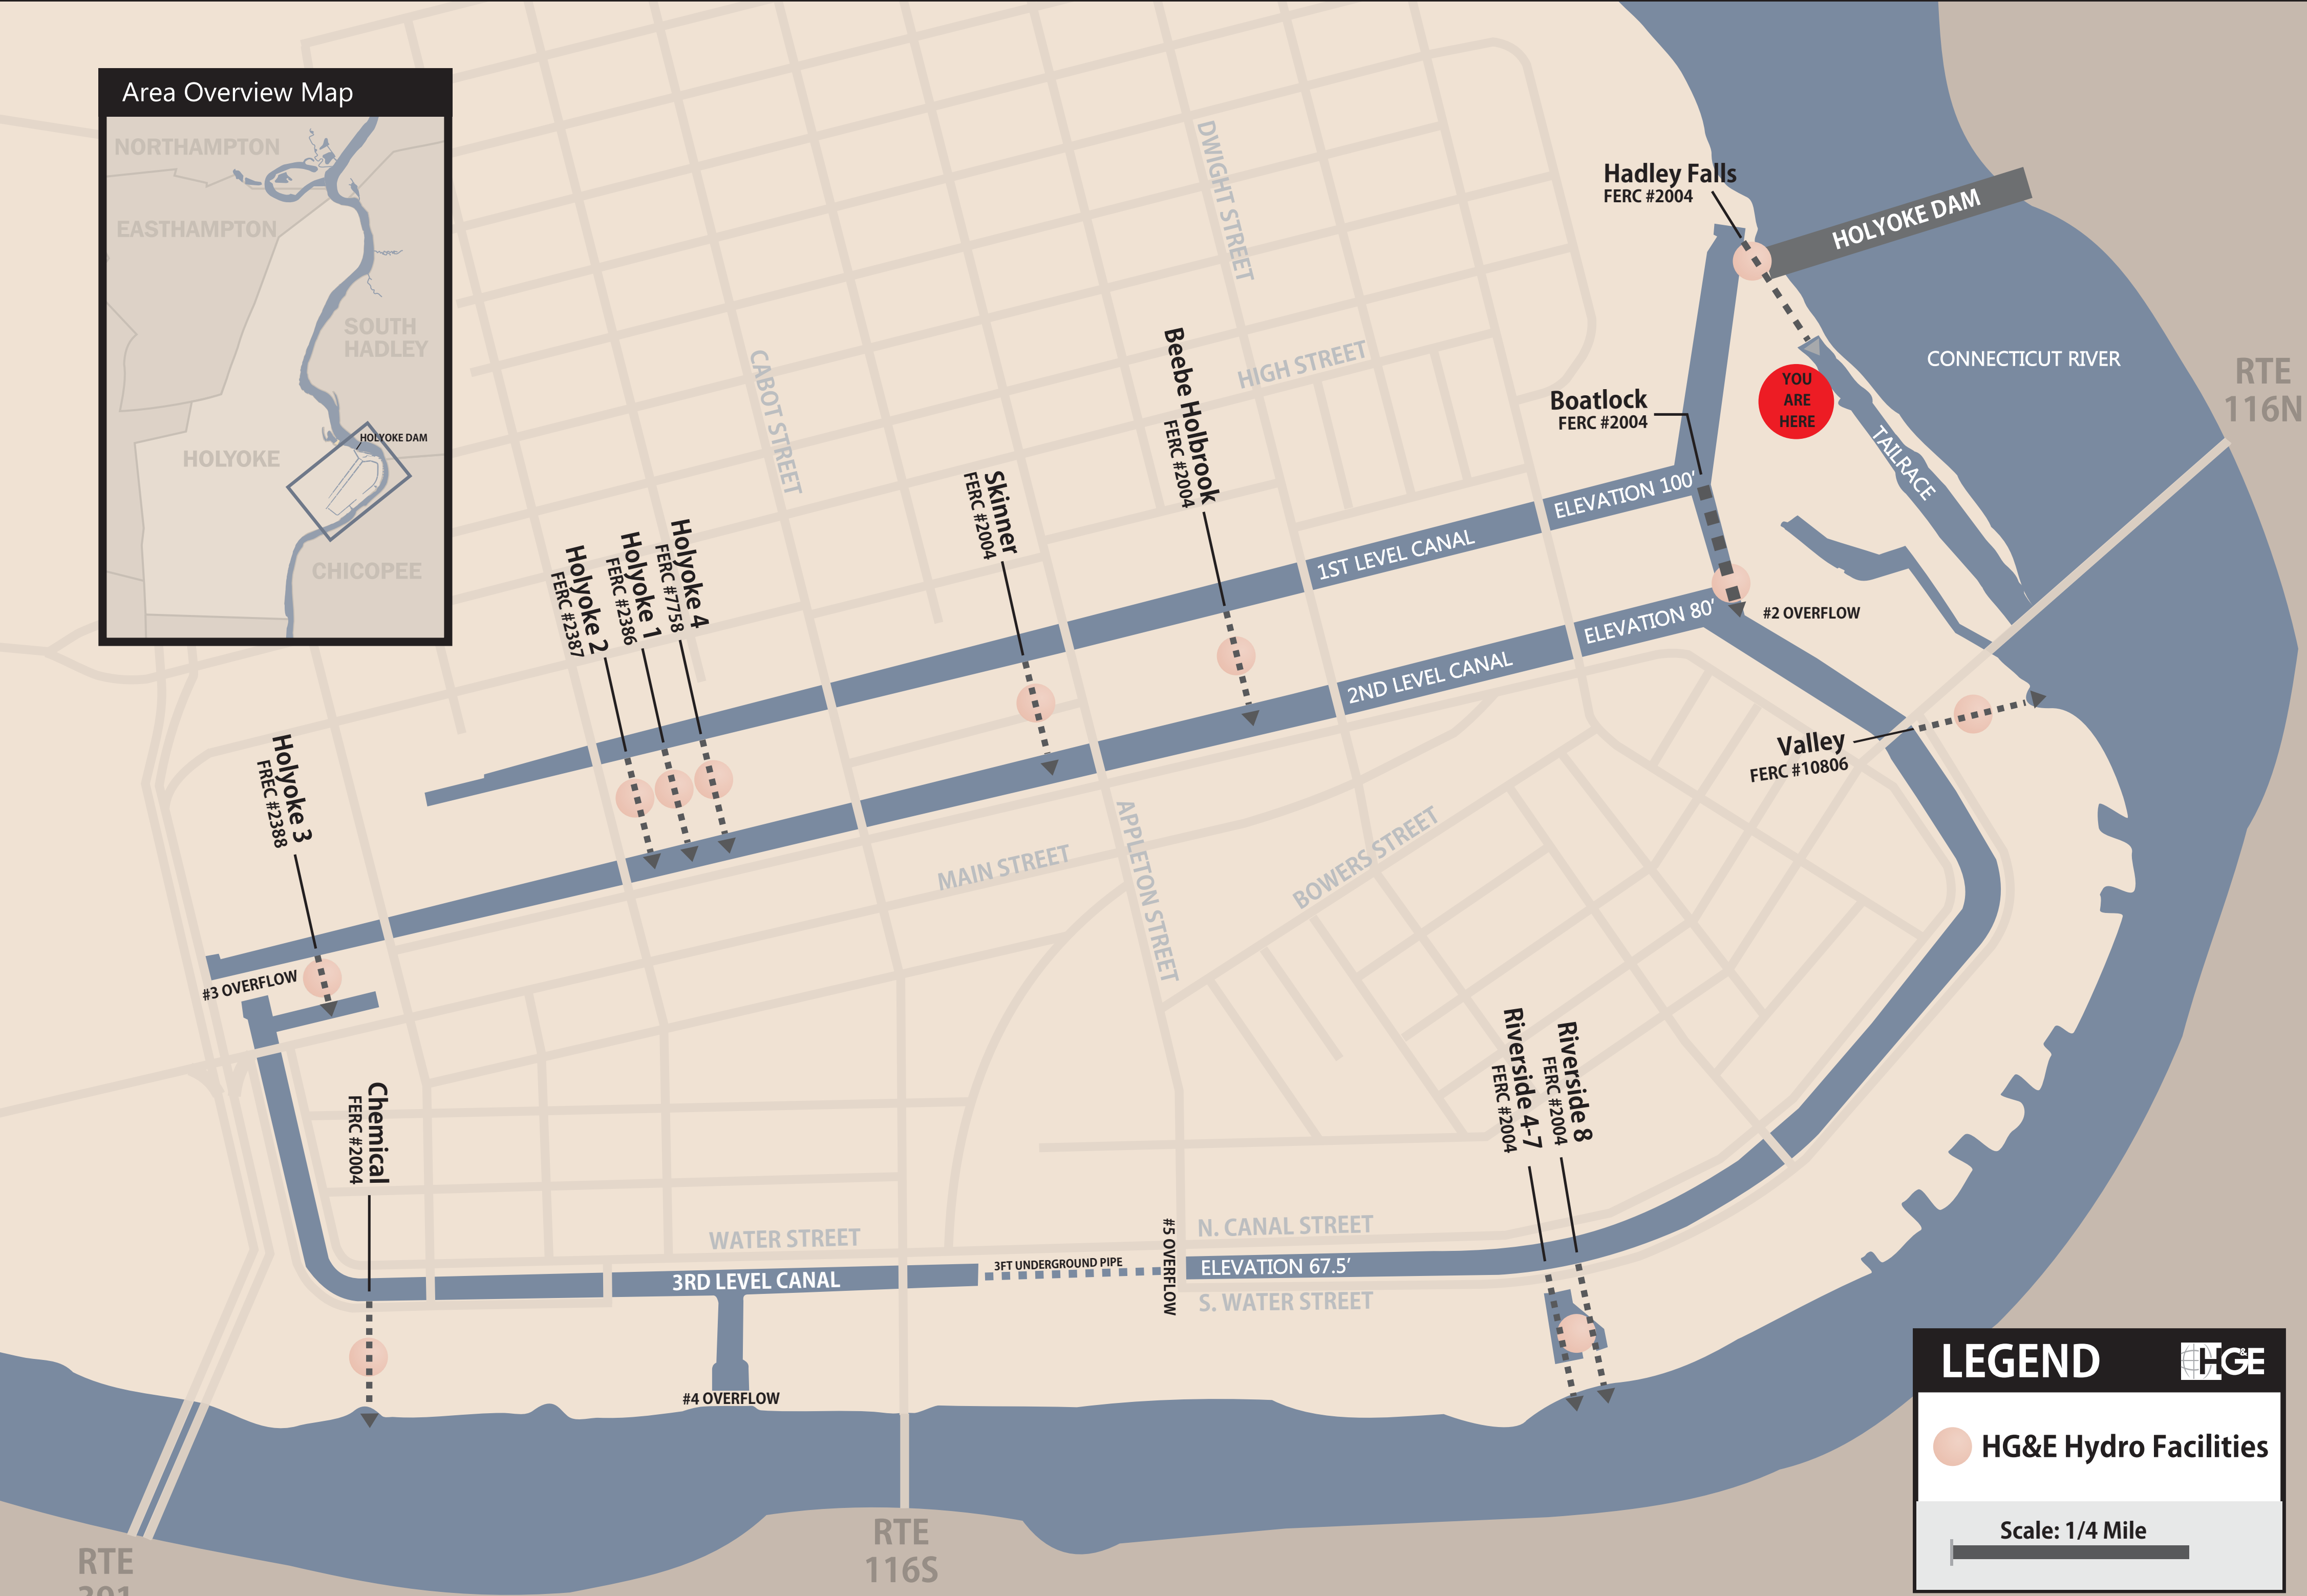 Area Overview Map
NORTHAMPTON
EASTHAMPTON
SOUTH
HADLEY
HOLYOKE DAM
HOLYOKE
CHICOPEE
DWIGHT STREET
Hadley Falls
FERC #2004
HOLYOKE DAM
CONNECTICUT RIVER
RTE
116N
YOU
ARE
HERE
TAILRACE
CABOT STREET
HIGH STREET
Beebe Holbrook
FERC #2004
Boatlock
FERC #2004
Skinner
FERC #2004
ELEVATION 100'
1ST LEVEL CANAL
Holyoke 2
FERC #2387
Holyoke 1
FERC #2386
Holyoke 4
FERC #7758
#2 OVERFLOW
ELEVATION 80'
2ND LEVEL CANAL
Valley
FERC #10806
Holyoke 3
FREC #2388
MAIN STREET
APPLETON STREET
BOWERS STREET
#3 OVERFLOW
Chemical
FERC #2004
Riverside 4-7
FERC #2004
Riverside 8
FERC #2004
WATER STREET
N. CANAL STREET
#5 OVERFLOW
3FT UNDERGROUND PIPE
ELEVATION 67.5'
3RD LEVEL CANAL
S. WATER STREET
#4 OVERFLOW
RTE
391
RTE
116S
LEGEND
HG&E
HG&E Hydro Facilities
Scale: 1/4 Mile